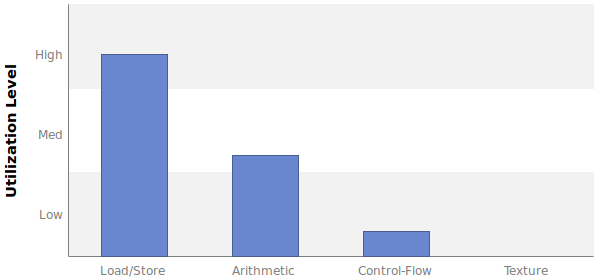 Utilization Level
High
Med
Low
Load/Store
Arithmetic
Control-Flow
Texture